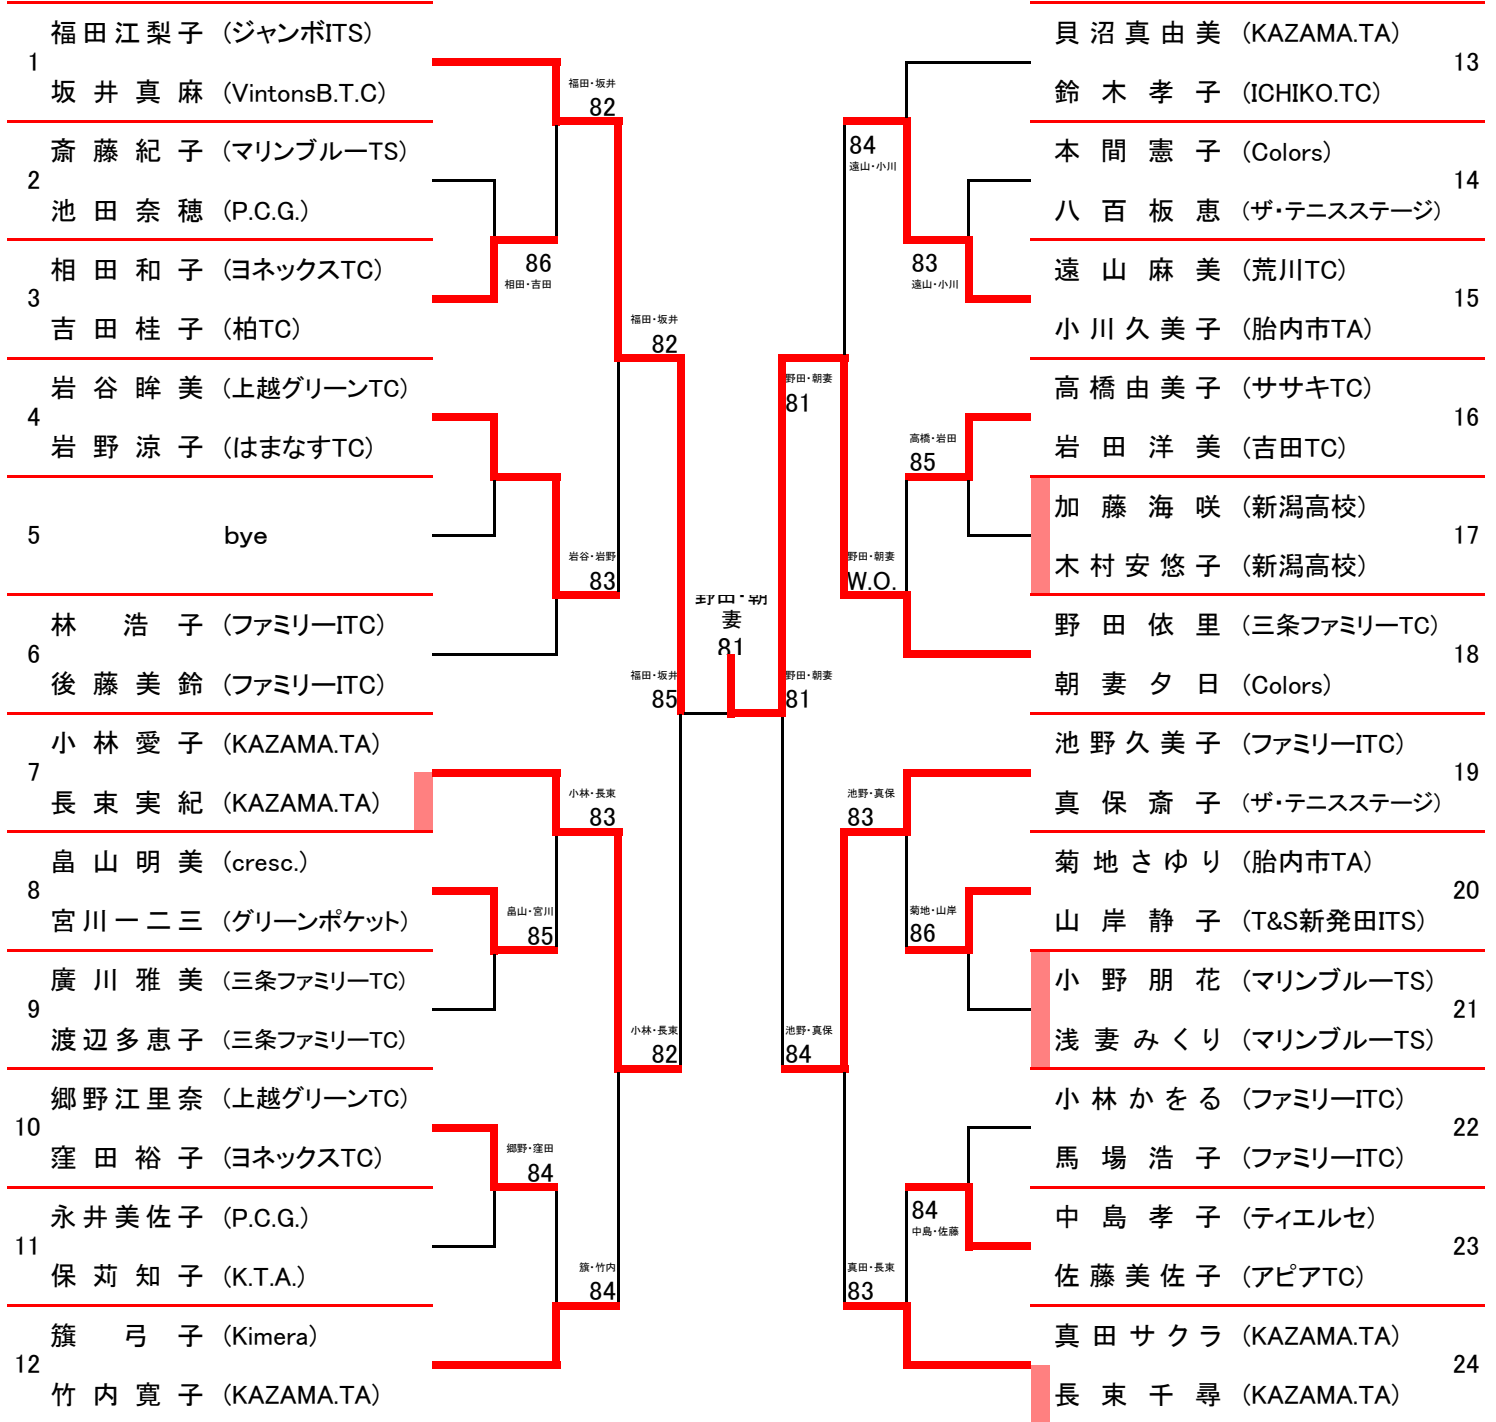 1
福田江梨子 (ジャンボITS)
坂井真麻 (VintonsB.T.C)
2
斎藤紀子 (マリンブルーTS)
池田奈穂 (P.C.G.)
3
相田和子 (ヨネックスTC)
吉田桂子 (柏TC)
4
岩谷眸美 (上越グリーンTC)
岩野涼子 (はまなすTC)
5
bye
6
林浩子 (ファミリーITC)
後藤美鈴 (ファミリーITC)
7
小林愛子 (KAZAMA.TA)
長束実紀 (KAZAMA.TA)
8
畠山明美 (cresc.)
宮川一二三 (グリーンポケット)
9
廣川雅美 (三条ファミリーTC)
渡辺多恵子 (三条ファミリーTC)
10
郷野江里奈 (上越グリーンTC)
窪田裕子 (ヨネックスTC)
11
永井美佐子 (P.C.G.)
保苅知子 (K.T.A.)
12
籏弓子 (Kimera)
竹内寛子 (KAZAMA.TA)
福田・坂井
82
86
相田・吉田
福田・坂井
82
岩谷・岩野
83
福田・坂井
85
小林・長束
83
畠山・宮川
85
小林・長束
82
郷野・窪田
84
籏・竹内
84
野田・朝
妻
81
84
遠山・小川
83
遠山・小川
野田・朝妻
81
高橋・岩田
85
野田・朝妻
W.O.
野田・朝妻
81
池野・真保
83
菊地・山岸
86
池野・真保
84
84
中島・佐藤
真田・長束
83
貝沼真由美 (KAZAMA.TA)
13
鈴木孝子 (ICHIKO.TC)
本間憲子 (Colors)
14
八百板恵 (ザ・テニスステージ)
遠山麻美 (荒川TC)
15
小川久美子 (胎内市TA)
高橋由美子 (ササキTC)
16
岩田洋美 (吉田TC)
加藤海咲 (新潟高校)
17
木村安悠子 (新潟高校)
野田依里 (三条ファミリーTC)
18
朝妻夕日 (Colors)
池野久美子 (ファミリーITC)
19
真保斎子 (ザ・テニスステージ)
菊地さゆり (胎内市TA)
20
山岸静子 (T&S新発田ITS)
小野朋花 (マリンブルーTS)
21
浅妻みくり (マリンブルーTS)
小林かをる (ファミリーITC)
22
馬場浩子 (ファミリーITC)
中島孝子 (ティエルセ)
23
佐藤美佐子 (アピアTC)
真田サクラ (KAZAMA.TA)
24
長束千尋 (KAZAMA.TA)